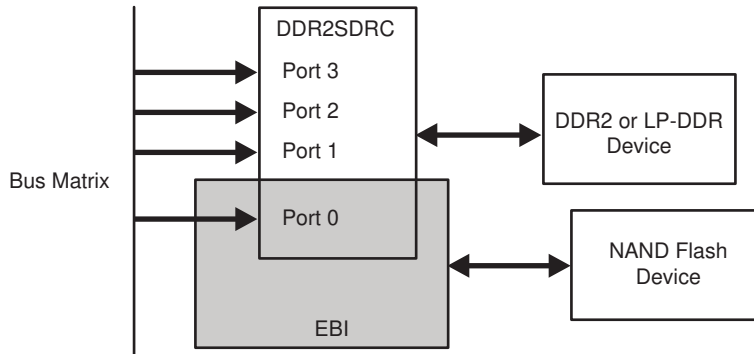 DDR2SDRC
Port 3
Port 2
Port 1
Port 0
Bus Matrix
EBI
DDR2 or LP-DDR
Device
NAND Flash
Device